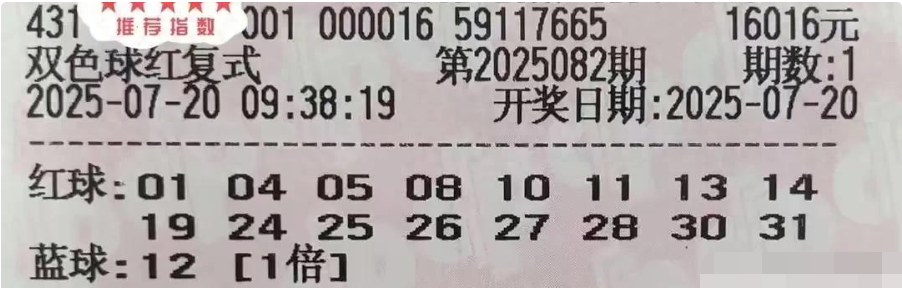 431 001 000016 59117665 16016元
推荐指数
双色球红复式 第2025082期 期数:1
2025-07-20 09:38:19 开奖日期:2025-07-20
红球:01 04 05 08 10 11 13 14
19 24 25 26 27 28 30 31
蓝球:12 [1倍]